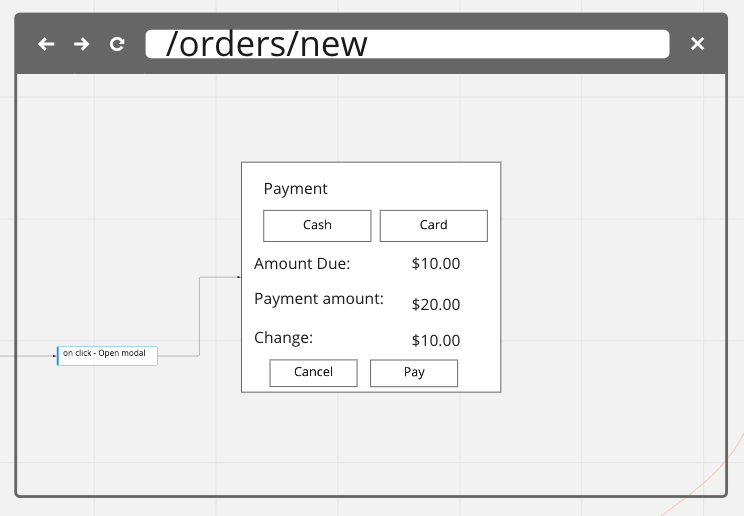 /orders/new
Payment
Cash Card
Amount Due: $10.00
Payment amount: $20.00
Change: $10.00
on click - Open modal
Cancel Pay